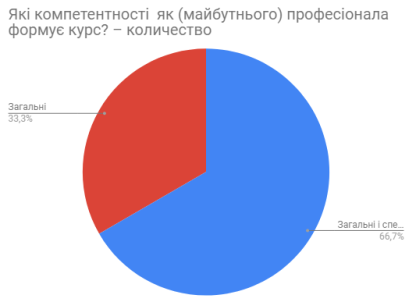 Які компетентності як (майбутнього) професіонала
формує курс? – количество
Загальні
33,3%
Загальні і спе...
66,7%